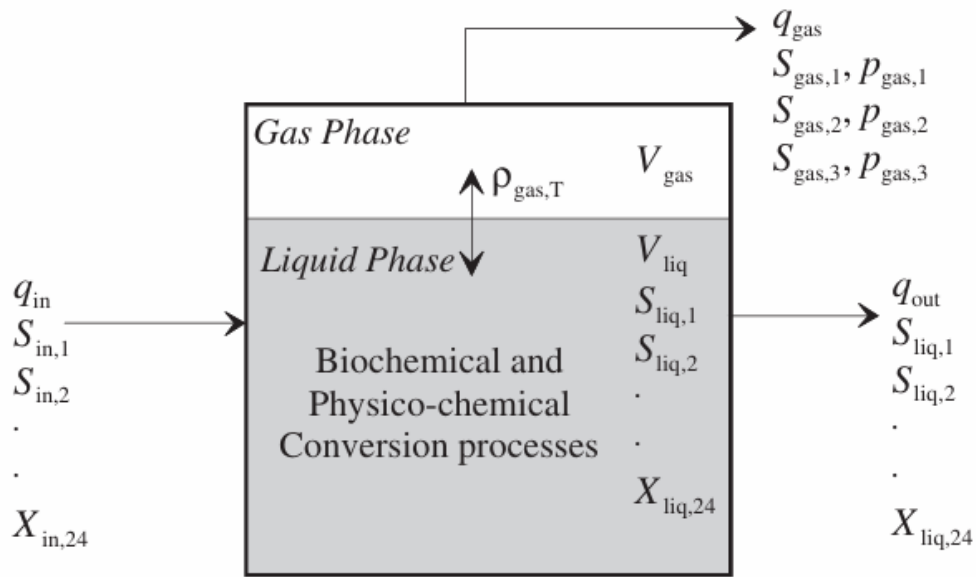 q_gas
S_gas,1, p_gas,1
S_gas,2, p_gas,2
S_gas,3, p_gas,3
Gas Phase
V_gas
ρ_gas,T
Liquid Phase
V_liq
S_liq,1
S_liq,2
.
.
X_liq,24
Biochemical and
Physico-chemical
Conversion processes
q_in
S_in,1
S_in,2
.
.
X_in,24
q_out
S_liq,1
S_liq,2
.
.
X_liq,24